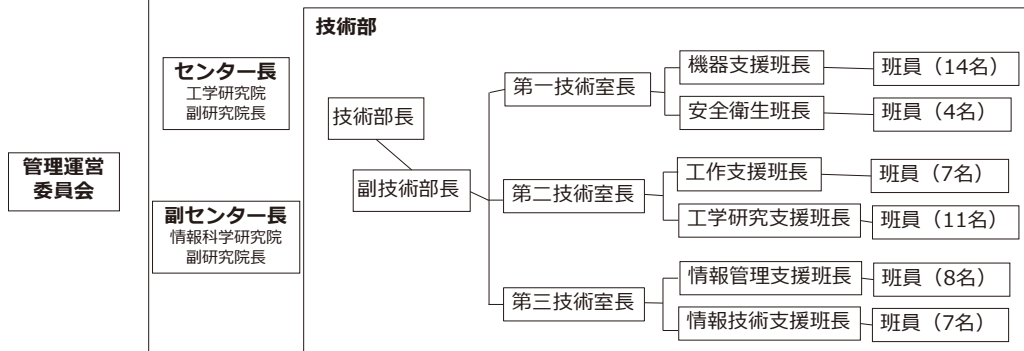 管理運営
委員会
センター長
工学研究院
副研究院長
副センター長
情報科学研究院
副研究院長
技術部
技術部長
副技術部長
第一技術室長
機器支援班長
班員（14名）
安全衛生班長
班員（4名）
第二技術室長
工作支援班長
班員（7名）
工学研究支援班長
班員（11名）
第三技術室長
情報管理支援班長
班員（8名）
情報技術支援班長
班員（7名）